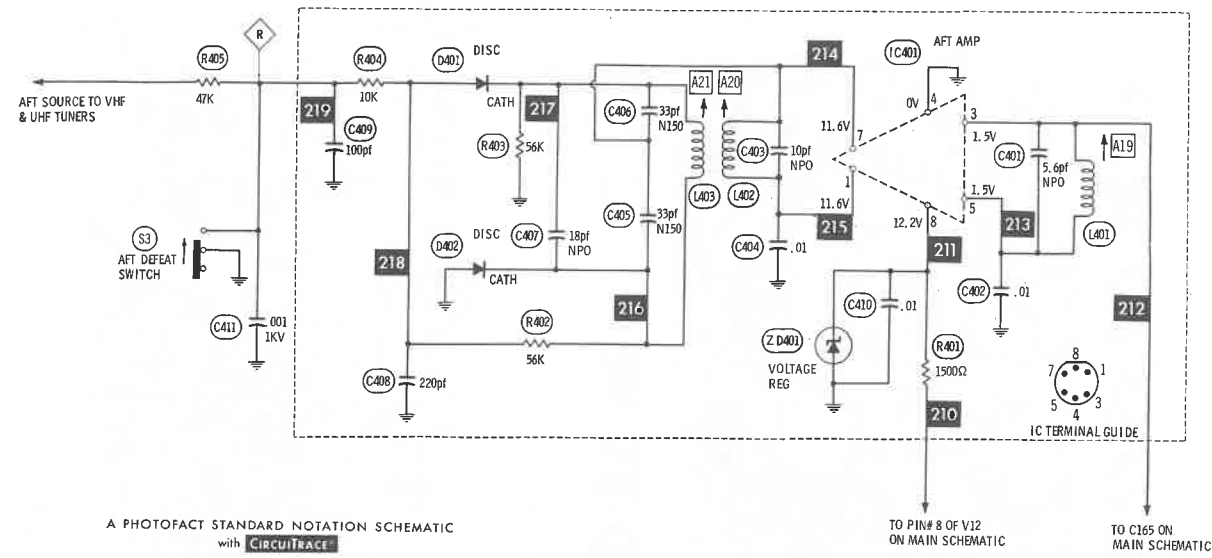 R
R405
47K
AFT SOURCE TO VHF
& UHF TUNERS
219
R404
10K
C409
100pf
D401
DISC
CATH
217
R403
56K
C406
33pf
N150
A21
A20
214
IC401
AFT AMP
0V
4
11.6V
7
C403
10pf
NPO
L403
L402
1
11.6V
215
3
1.5V
1.5V
5
8
12.2V
C401
5.6pf
NPO
A19
L401
S3
AFT DEFEAT
SWITCH
218
D402
DISC
CATH
C407
18pf
NPO
C405
33pf
N150
C404
.01
211
213
C411
.001
1KV
216
R402
56K
C408
220pf
ZD401
VOLTAGE
REG
C410
.01
C402
.01
212
R401
1500Ω
210
8
7
1
5
4
3
IC TERMINAL GUIDE
A PHOTOFACT STANDARD NOTATION SCHEMATIC
with CIRCUITRACE
TO PIN# 8 OF V12
ON MAIN SCHEMATIC
TO C165 ON
MAIN SCHEMATIC